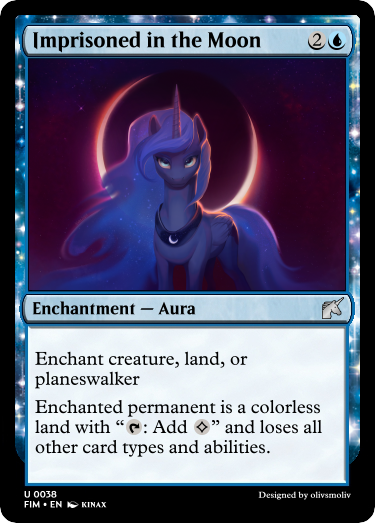 Imprisoned in the Moon 2
Enchantment — Aura
Enchant creature, land, or
planeswalker
Enchanted permanent is a colorless
land with “T: Add C” and loses all
other card types and abilities.
U 0038
FIM • EN KINAX
Designed by olivsmoliv